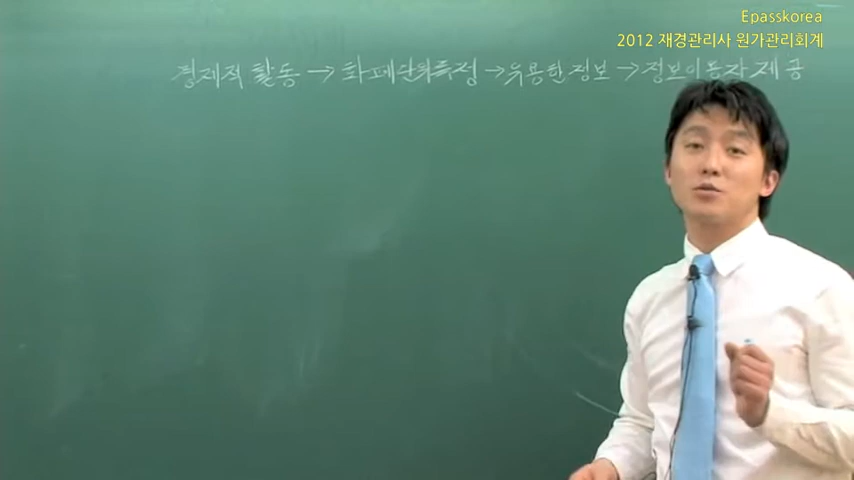 Epasskorea
2012 재경관리사 원가관리회계
경제적 활동 → 화폐단위측정 → 유용한 정보 → 정보이용자 제공